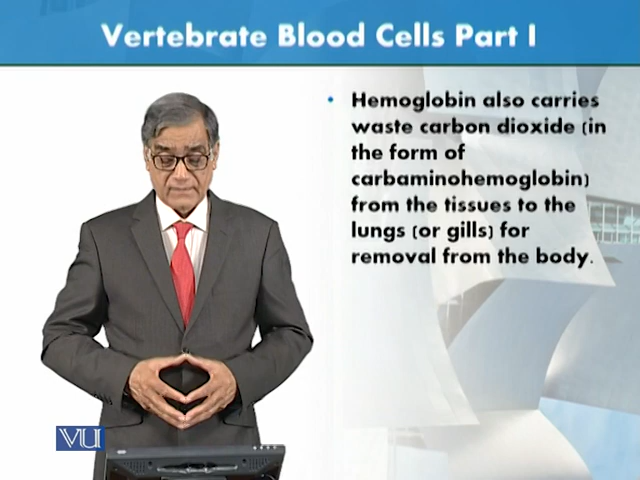 Vertebrate Blood Cells Part I
• Hemoglobin also carries
waste carbon dioxide (in
the form of
carbaminohemoglobin)
from the tissues to the
lungs (or gills) for
removal from the body.
VU